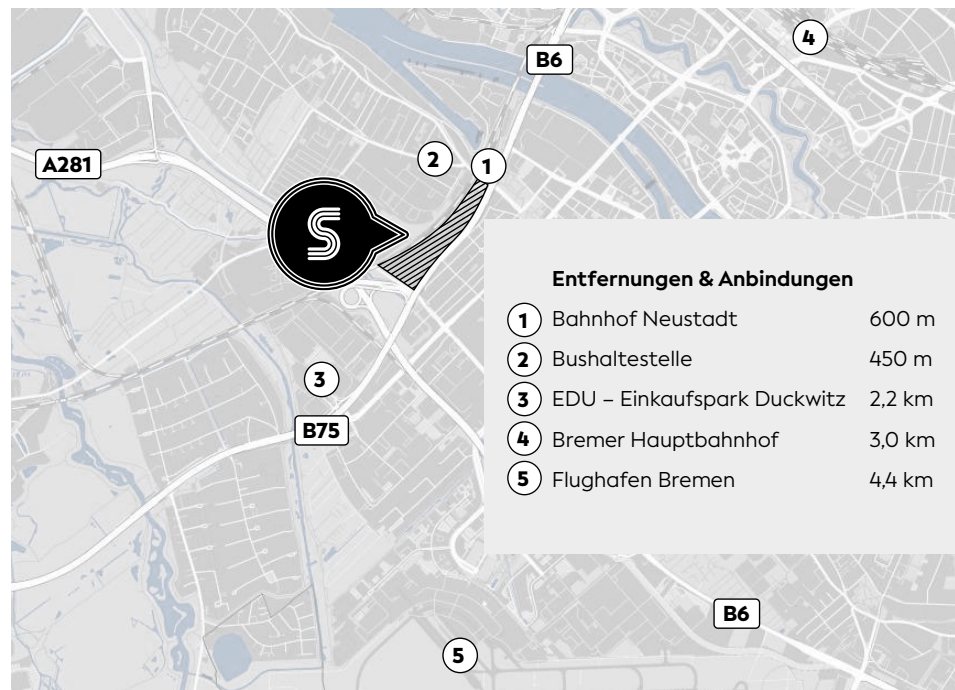 4
B6
A281
2
1
S
Entfernungen & Anbindungen
1 Bahnhof Neustadt 600 m
2 Bushaltestelle 450 m
3 EDU – Einkaufspark Duckwitz 2,2 km
4 Bremer Hauptbahnhof 3,0 km
5 Flughafen Bremen 4,4 km
3
B75
B6
5